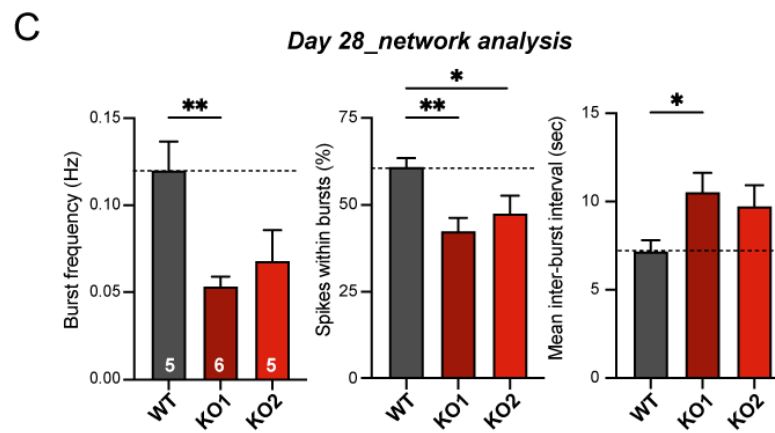 C
Day 28_network analysis
Burst frequency (Hz)
0.15
0.10
0.05
0.00
**
5
6
5
WT
KO1
KO2
Spikes within bursts (%)
75
50
25
0
*
**
WT
KO1
KO2
Mean inter-burst interval (sec)
15
10
5
0
*
WT
KO1
KO2